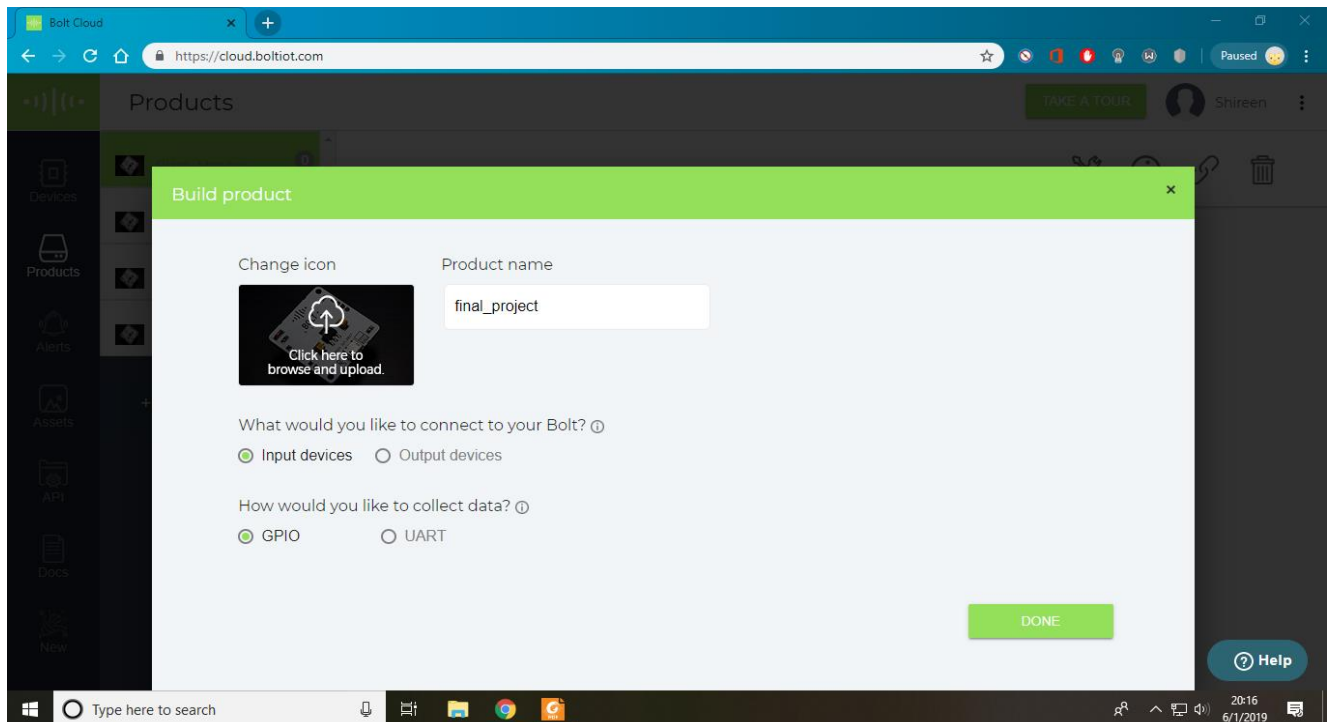 Bolt Cloud
https://cloud.boltiot.com
Paused
Products
TAKE A TOUR
Shireen
0
Devices
Products
Alerts
Assets
API
Docs
New
+
Build product
×
Change icon
Product name
Click here to
browse and upload.
final_project
What would you like to connect to your Bolt?
Input devices
Output devices
How would you like to collect data?
GPIO
UART
DONE
Help
Type here to search
20:16
6/1/2019